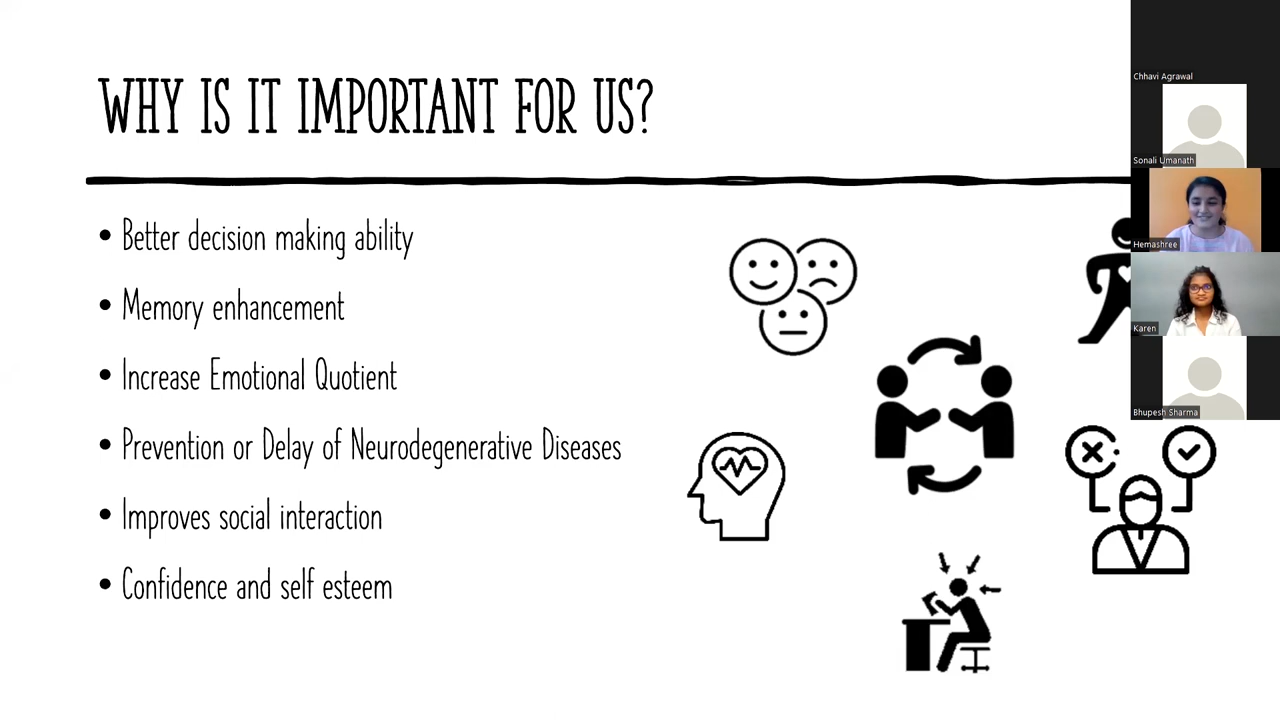 WHY IS IT IMPORTANT FOR US?
• Better decision making ability
• Memory enhancement
• Increase Emotional Quotient
• Prevention or Delay of Neurodegenerative Diseases
• Improves social interaction
• Confidence and self esteem
Chhavi Agrawal
Sonali Umanath
Hemashree
Karen
Bhupesh Sharma